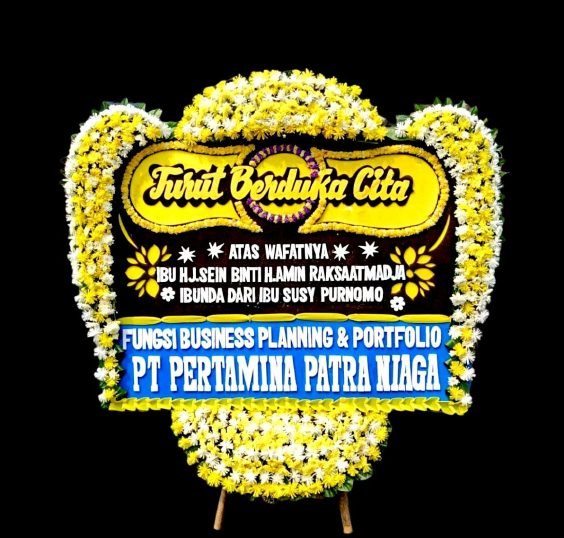 Turut Berduka Cita
ATAS WAFATNYA
IBU HJ.SEIN BINTI H.AMIN RAKSAATMADJA
IBUNDA DARI IBU SUSY PURNOMO
FUNGSI BUSINESS PLANNING & PORTFOLIO
PT PERTAMINA PATRA NIAGA